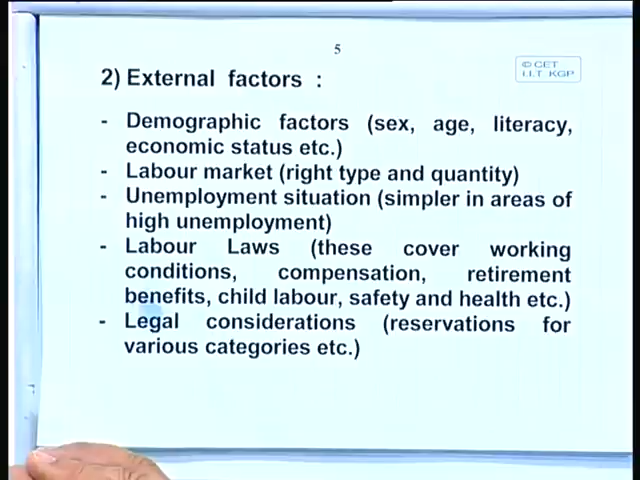 5
© CET
I.I.T KGP
2) External factors :
- Demographic factors (sex, age, literacy,
economic status etc.)
- Labour market (right type and quantity)
- Unemployment situation (simpler in areas of
high unemployment)
- Labour Laws (these cover working
conditions, compensation, retirement
benefits, child labour, safety and health etc.)
- Legal considerations (reservations for
various categories etc.)